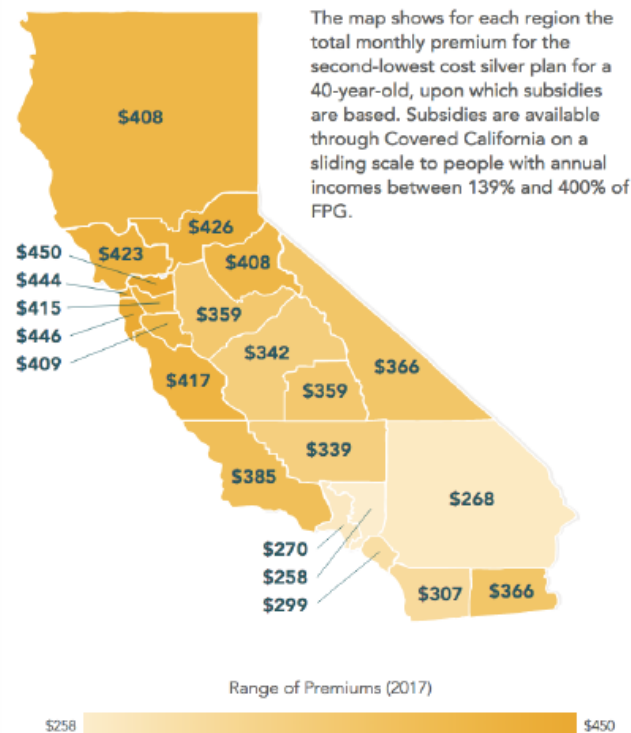 The map shows for each region the
total monthly premium for the
second-lowest cost silver plan for a
40-year-old, upon which subsidies
are based. Subsidies are available
through Covered California on a
sliding scale to people with annual
incomes between 139% and 400% of
FPG.
$408
$426
$450
$423
$408
$444
$415
$359
$446
$409
$342
$366
$417
$359
$339
$385
$268
$270
$258
$299
$307
$366
Range of Premiums (2017)
$258
$450